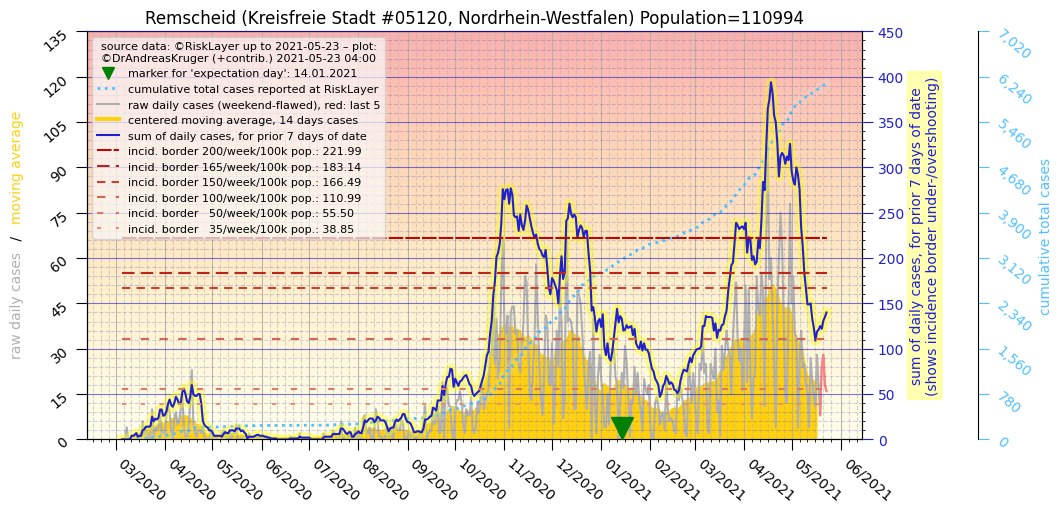 Remscheid (Kreisfreie Stadt #05120, Nordrhein-Westfalen) Population=110994
source data: ©RiskLayer up to 2021-05-23 – plot:
©DrAndreasKruger (+contrib.) 2021-05-23 04:00
marker for 'expectation day': 14.01.2021
cumulative total cases reported at RiskLayer
raw daily cases (weekend-flawed), red: last 5
centered moving average, 14 days cases
sum of daily cases, for prior 7 days of date
incid. border 200/week/100k pop.: 221.99
incid. border 165/week/100k pop.: 183.14
incid. border 150/week/100k pop.: 166.49
incid. border 100/week/100k pop.: 110.99
incid. border   50/week/100k pop.: 55.50
incid. border   35/week/100k pop.: 38.85
raw daily cases / moving average
135
120
105
90
75
60
45
30
15
0
450
400
350
300
250
200
150
100
50
0
sum of daily cases, for prior 7 days of date
(shows incidence border under-/overshooting)
7,020
6,240
5,460
4,680
3,900
3,120
2,340
1,560
780
0
cumulative total cases
03/2020
04/2020
05/2020
06/2020
07/2020
08/2020
09/2020
10/2020
11/2020
12/2020
01/2021
02/2021
03/2021
04/2021
05/2021
06/2021